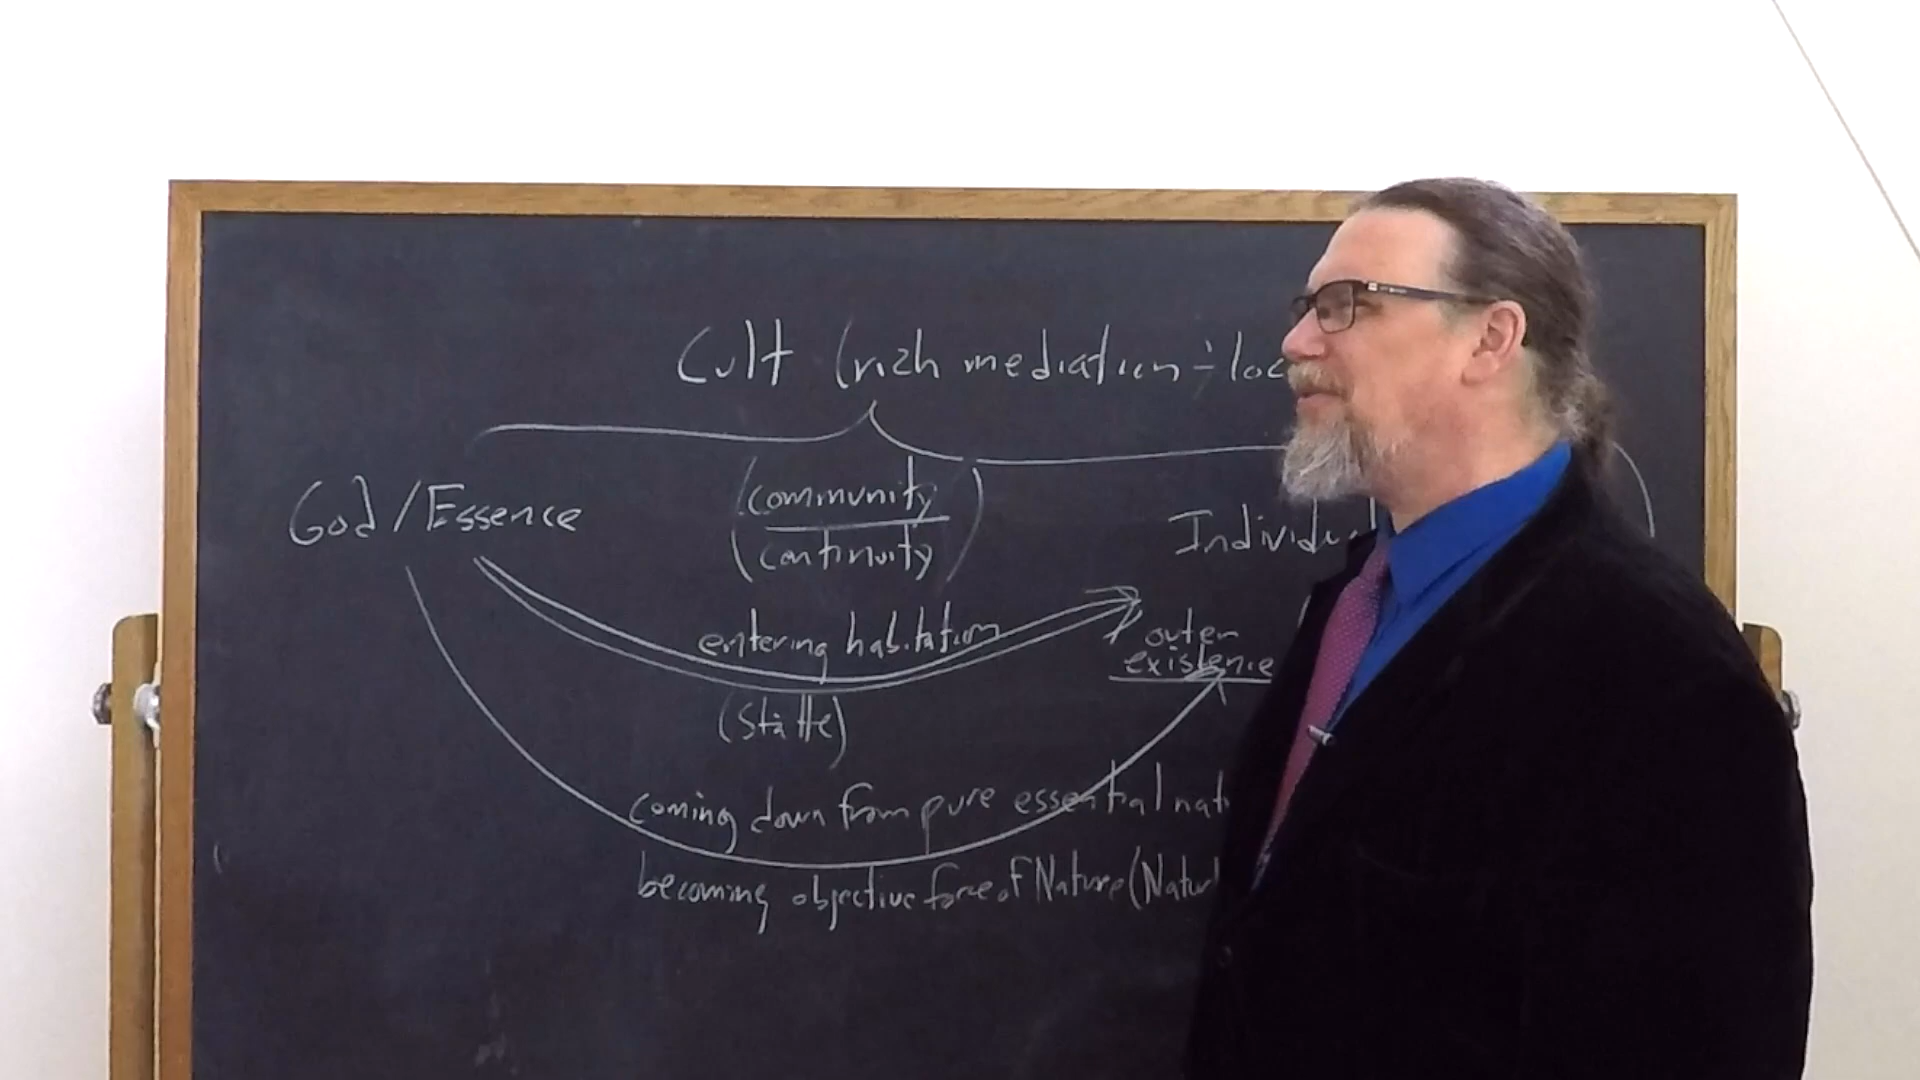 Cult (rich mediation - loc
God/Essence
(community
(continuity)
Individual
entering habitation
outer
existence
(Stätte)
coming down from pure essential nat
becoming objective force of Nature (Natur